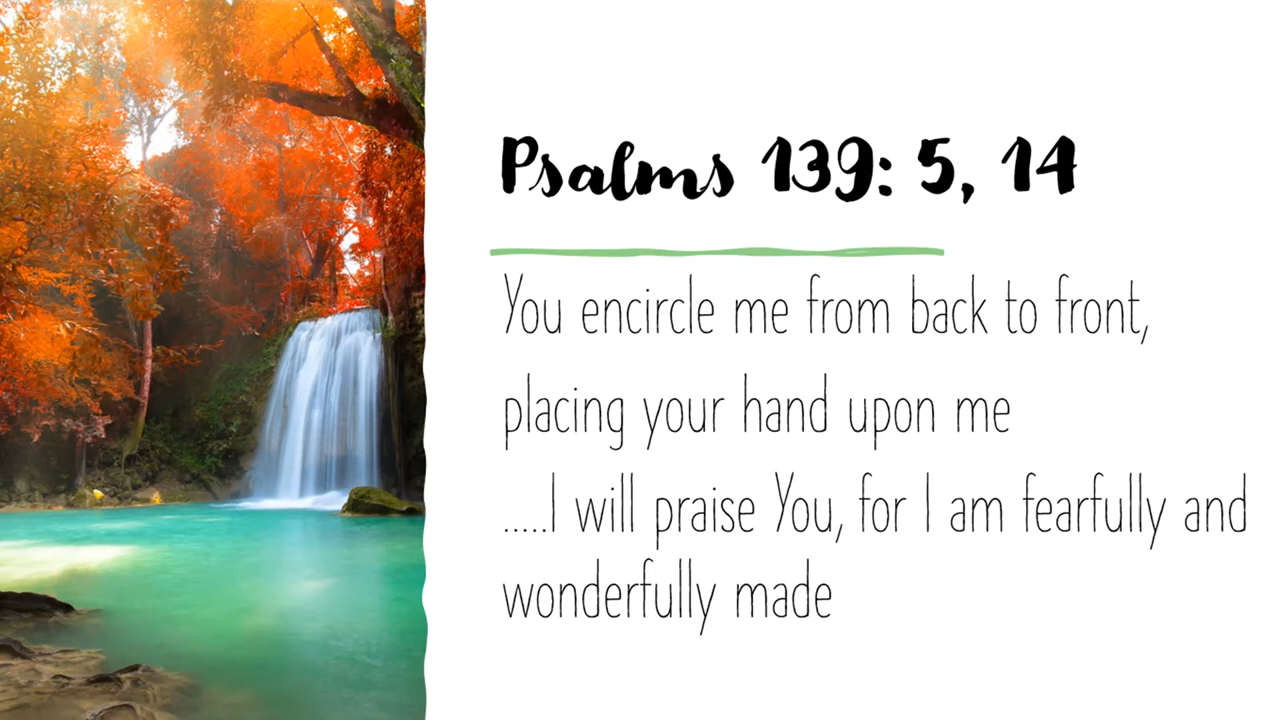 Psalms 139: 5, 14
You encircle me from back to front,
placing your hand upon me
.....I will praise You, for I am fearfully and
wonderfully made